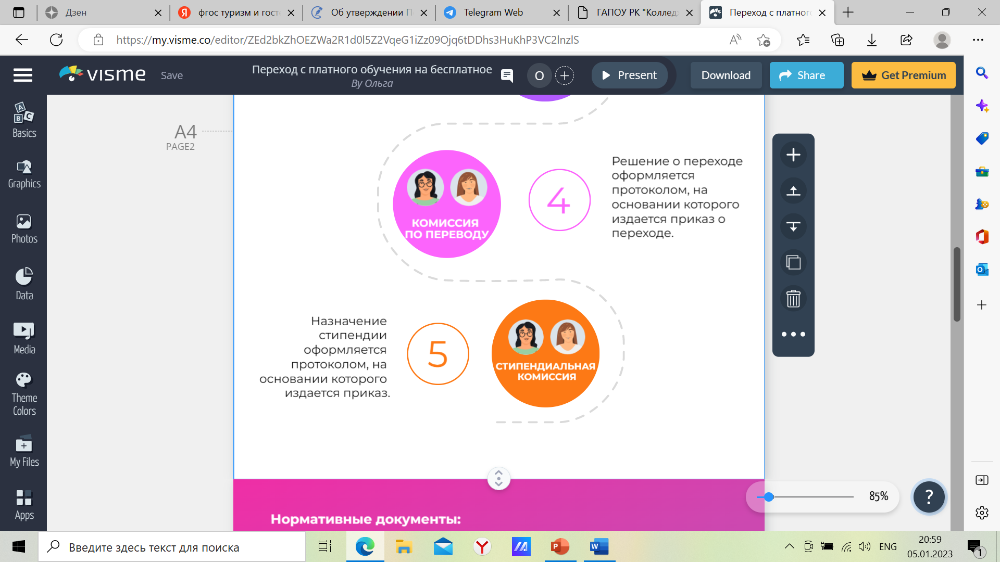 Дзен
фгос туризм и гост
Об утверждении П
Telegram Web
ГАПОУ РК "Колледж
Переход с платного
https://my.visme.co/editor/ZEd2bkZhOEZWa2R1d0l5Z2VqeG1iZz09Ojq6tDDhs3HuKhP3VC2lnzlS
visme
Save
Переход с платного обучения на бесплатное
By Ольга
O
Present
Download
Share
Get Premium
Basics
Graphics
Photos
Data
Media
Theme
Colors
My Files
Apps
A4
PAGE2
КОМИССИЯ
ПО ПЕРЕВОДУ
4
Решение о переходе
оформляется
протоколом, на
основании которого
издается приказ о
переходе.
Назначение
стипендии
оформляется
протоколом, на
основании которого
издается приказ.
5
СТИПЕНДИАЛЬНАЯ
КОМИССИЯ
Нормативные документы:
85%
?
Введите здесь текст для поиска
ENG
20:59
05.01.2023
1